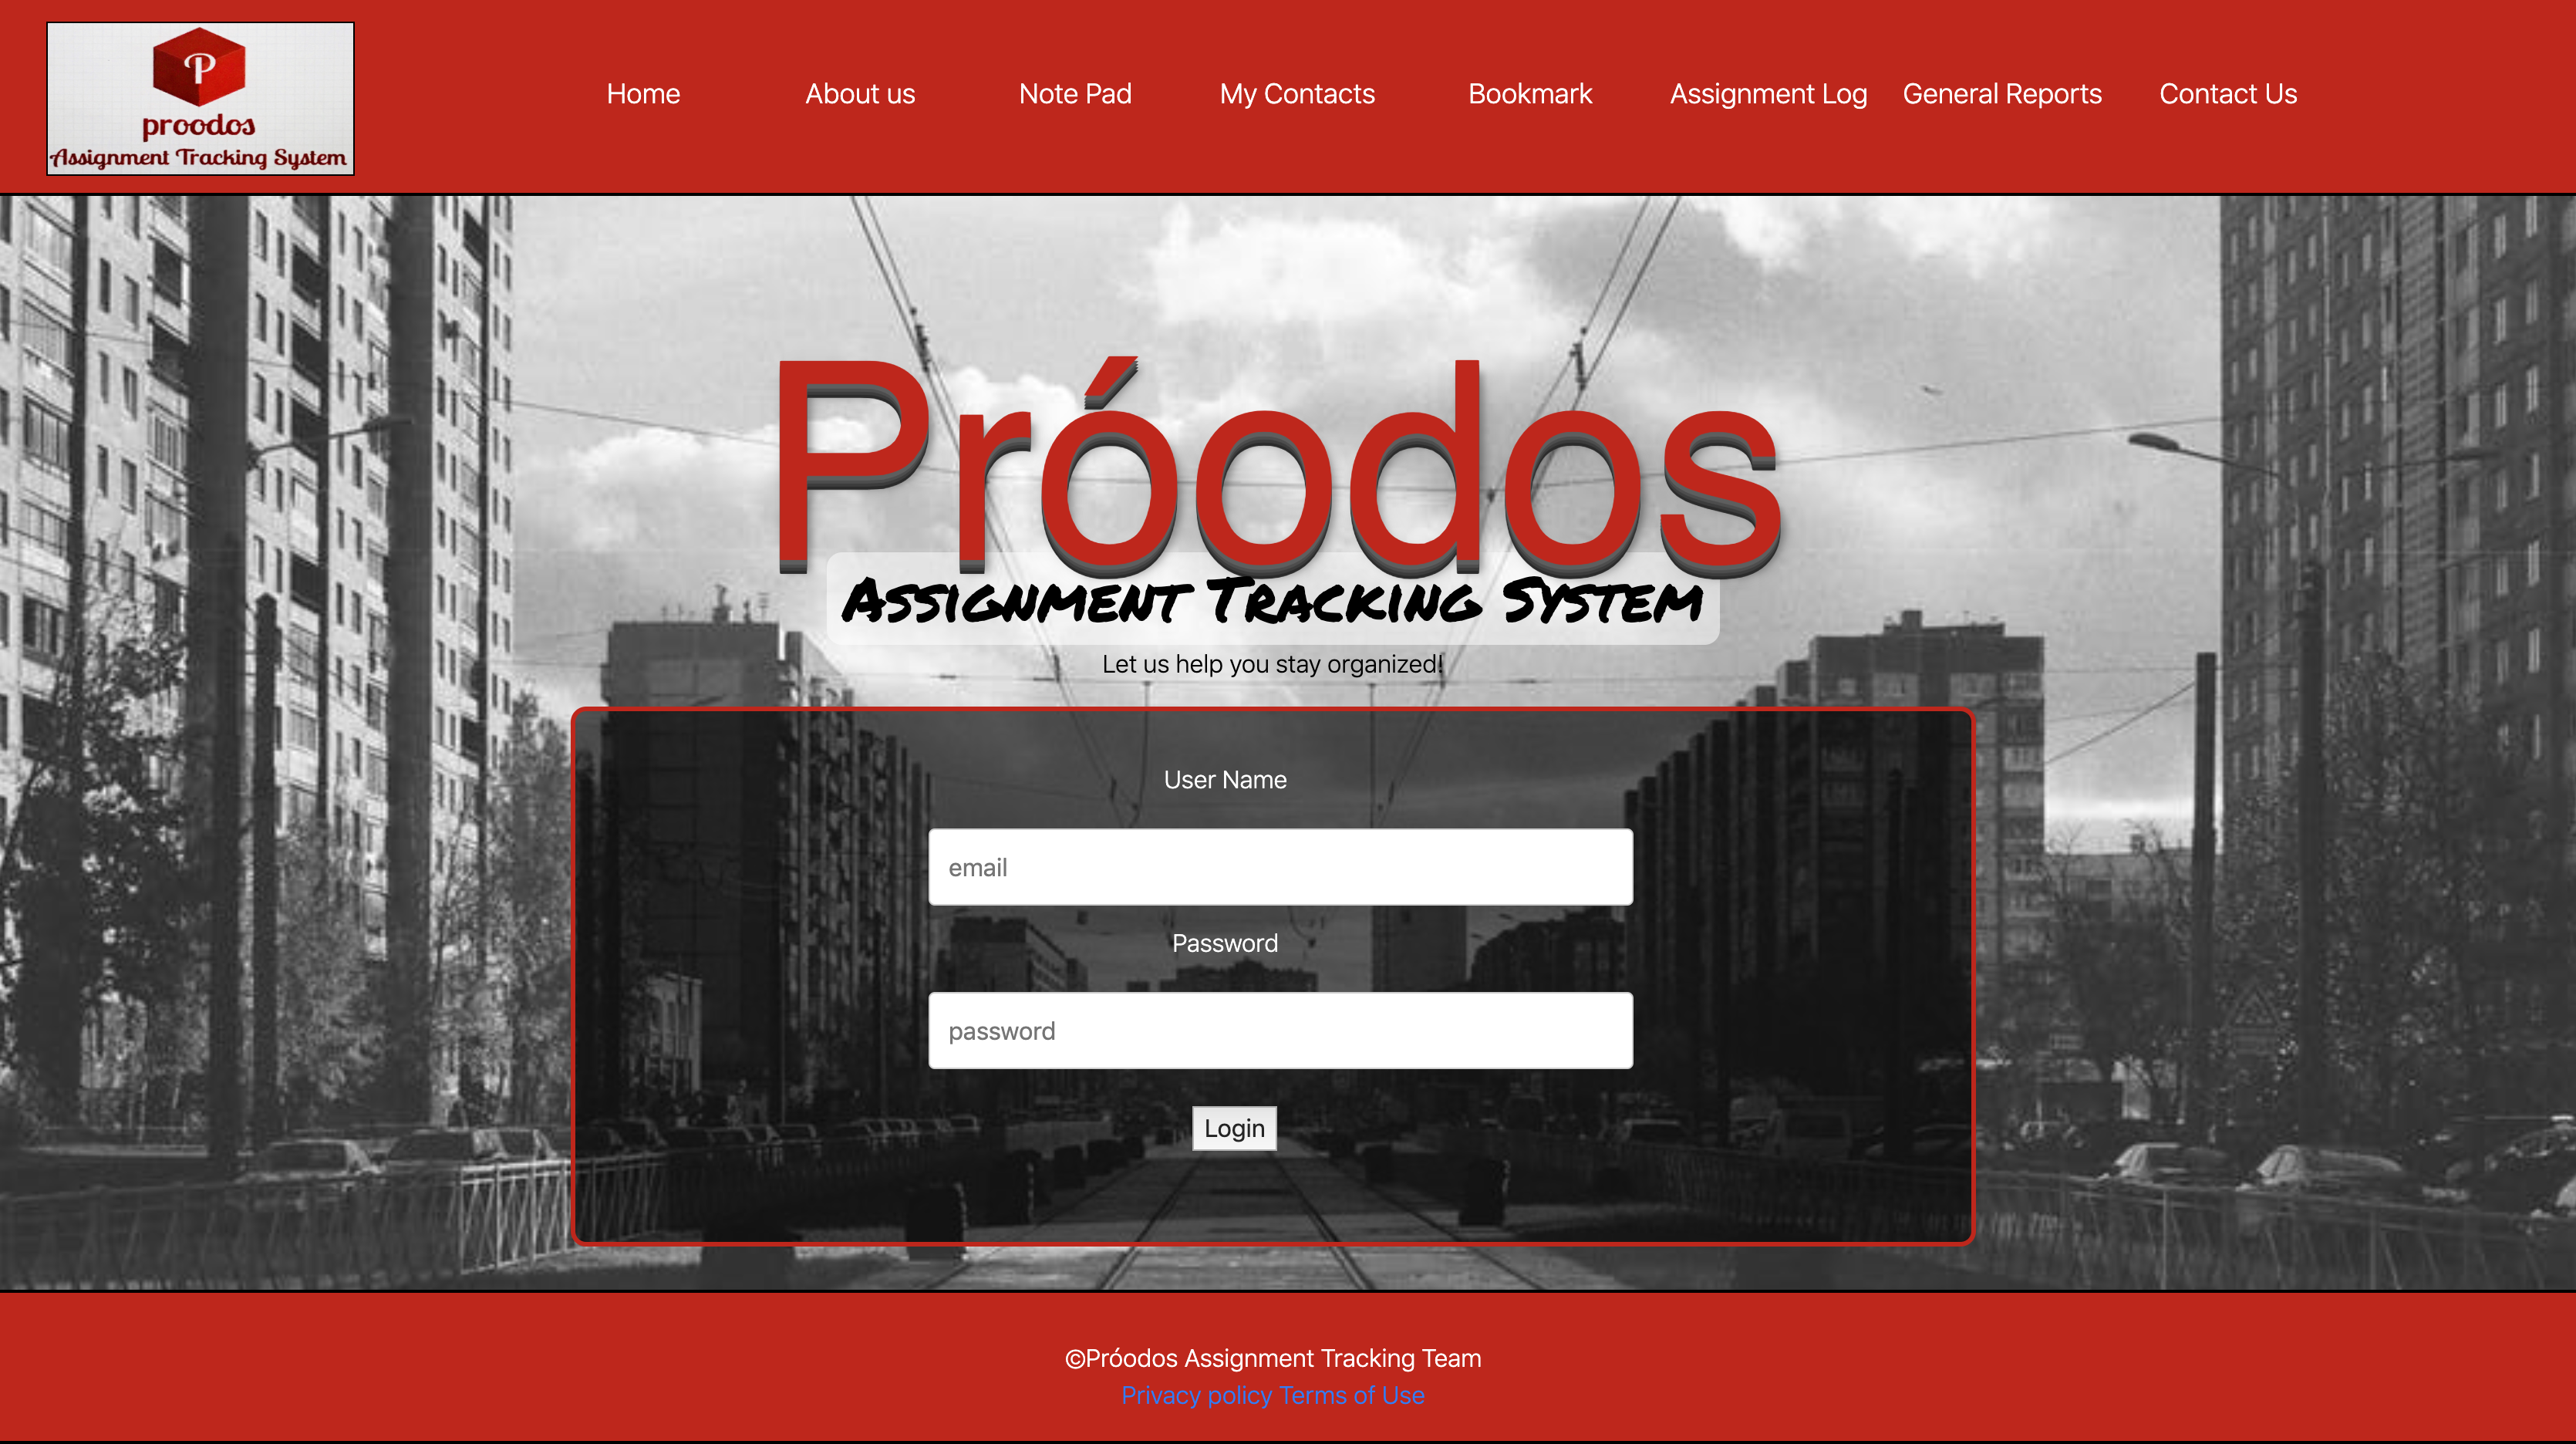 P
proodos
Assignment Tracking System
Home About us Note Pad My Contacts Bookmark Assignment Log General Reports Contact Us
Próodos
Assignment Tracking System
Let us help you stay organized!
User Name
email
Password
password
Login
©Próodos Assignment Tracking Team
Privacy policy Terms of Use